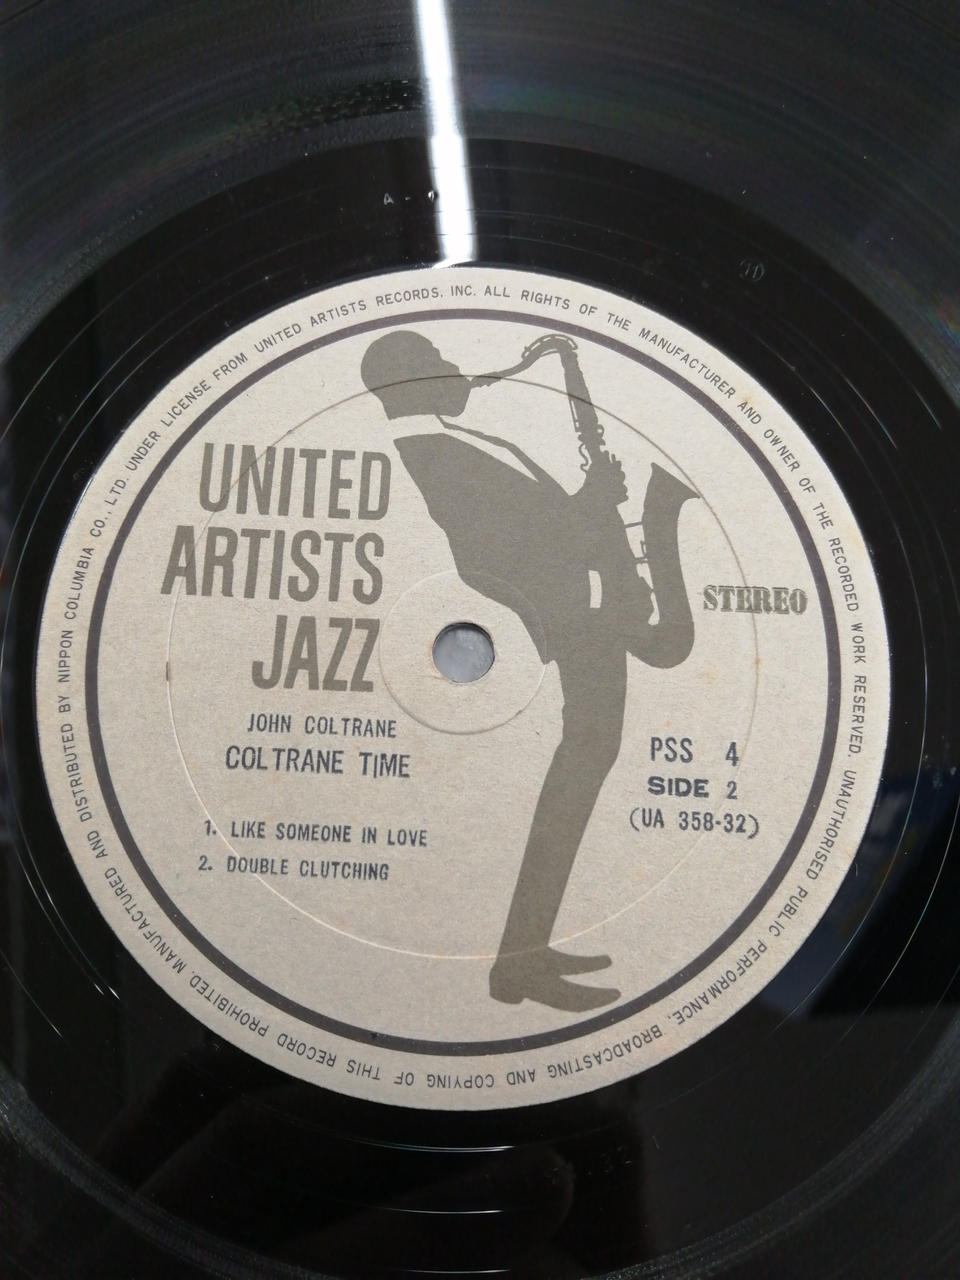 MANUFACTURED AND DISTRIBUTED BY NIPPON COLUMBIA CO., LTD. UNDER LICENSE FROM UNITED ARTISTS RECORDS, INC. ALL RIGHTS OF THE MANUFACTURER AND OWNER OF THE RECORDED WORK RESERVED. UNAUTHORISED PUBLIC PERFORMANCE, BROADCASTING AND COPYING OF THIS RECORD PROHIBITED.
UNITED
ARTISTS
JAZZ
STEREO
JOHN COLTRANE
COLTRANE TIME
PSS 4
SIDE 2
(UA 358-32)
1. LIKE SOMEONE IN LOVE
2. DOUBLE CLUTCHING